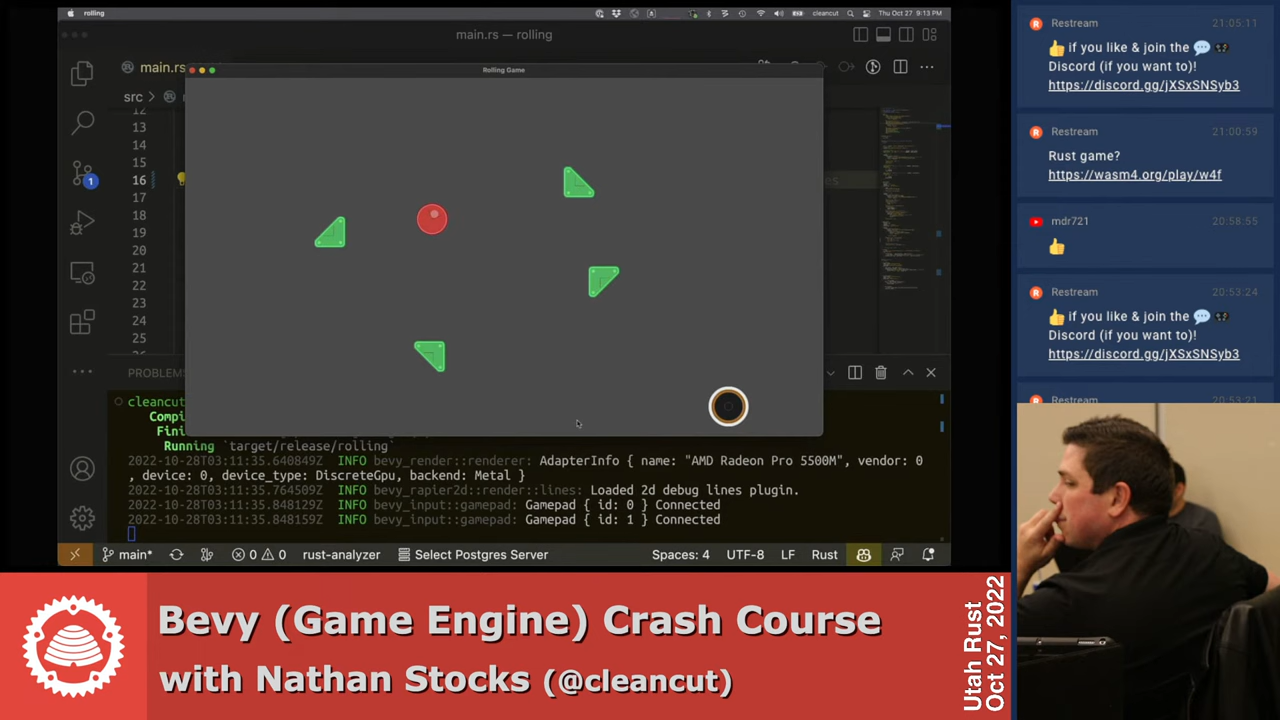 rolling
cleancut
Thu Oct 27 9:13 PM
main.rs — rolling
main.rs
Rolling Game
src
12
13
14
15
16
17
18
19
20
21
22
23
24
25
1
PROBLEMS
cleancut
Compi
Fini
Running `target/release/rolling`
2022-10-28T03:11:35.640849Z INFO bevy_render::renderer: AdapterInfo { name: "AMD Radeon Pro 5500M", vendor: 0
, device: 0, device_type: DiscreteGpu, backend: Metal }
2022-10-28T03:11:35.764509Z INFO bevy_rapier2d::render::lines: Loaded 2d debug lines plugin.
2022-10-28T03:11:35.848129Z INFO bevy_input::gamepad: Gamepad { id: 0 } Connected
2022-10-28T03:11:35.848159Z INFO bevy_input::gamepad: Gamepad { id: 1 } Connected
main* 0 0 rust-analyzer Select Postgres Server Spaces: 4 UTF-8 LF Rust
Restream 21:05:11
👍 if you like & join the 💬
Discord (if you want to)!
https://discord.gg/jXSxSNSyb3
Restream 21:00:59
Rust game?
https://wasm4.org/play/w4f
mdr721 20:58:55
👍
Restream 20:53:24
👍 if you like & join the 💬
Discord (if you want to)!
https://discord.gg/jXSxSNSyb3
Restream 20:53:21
Bevy (Game Engine) Crash Course
with Nathan Stocks (@cleancut)
Utah Rust
Oct 27, 2022